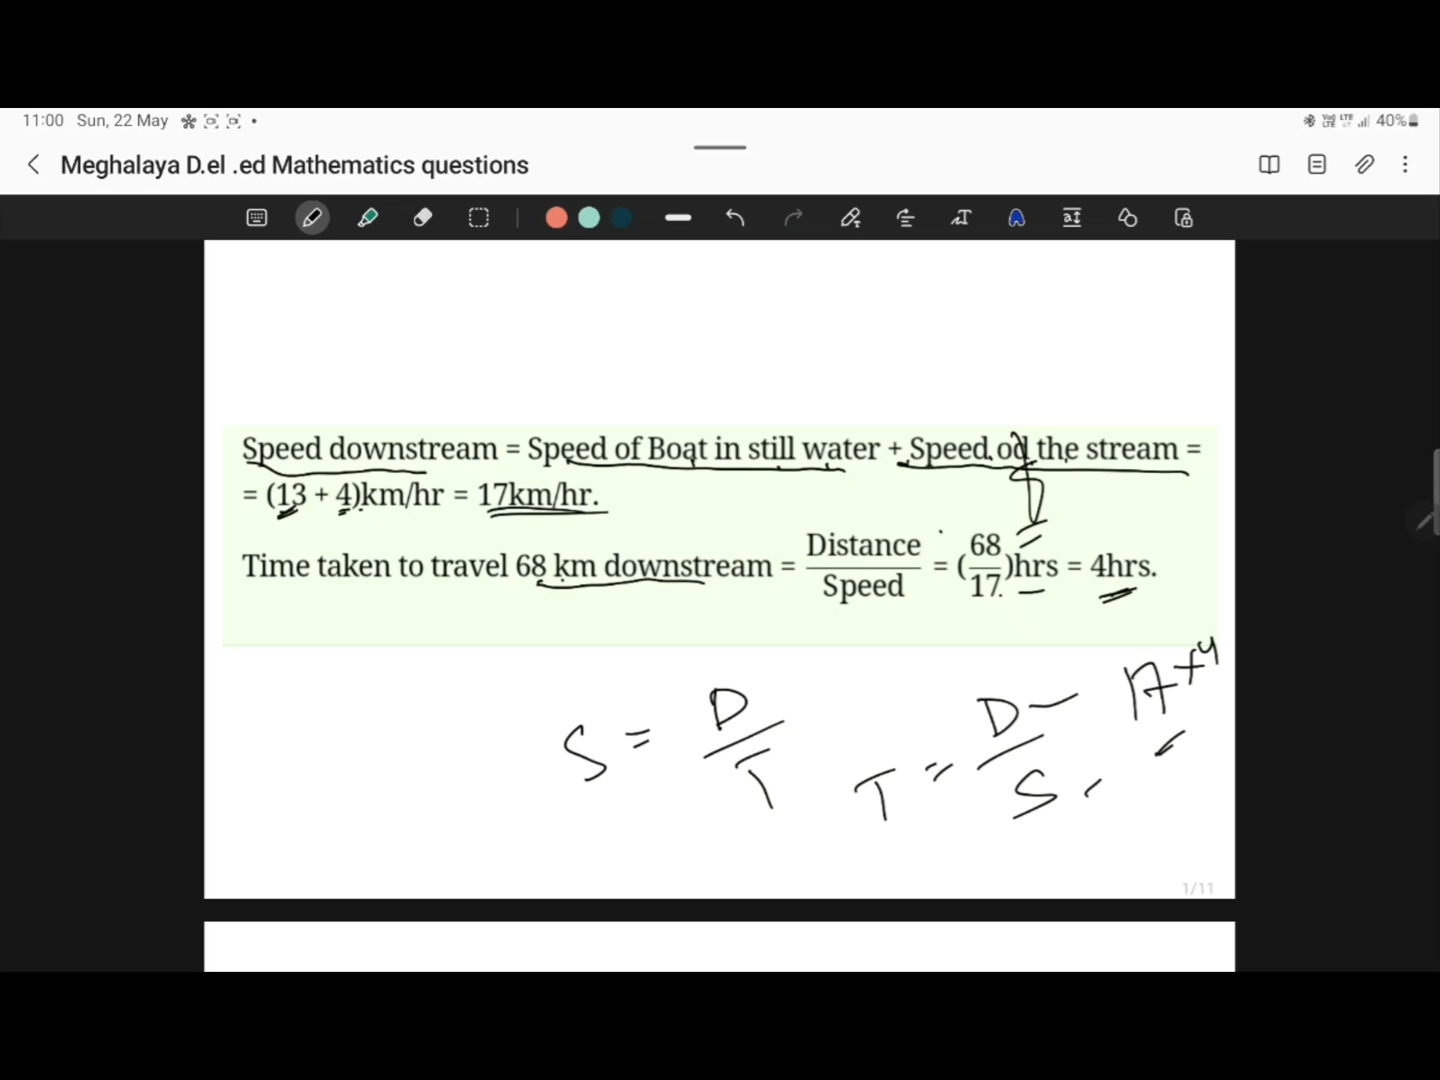 11:00 Sun, 22 May
40%
Meghalaya D.el .ed Mathematics questions
Speed downstream = Speed of Boat in still water + Speed od the stream =
= (13 + 4)km/hr = 17km/hr.
Time taken to travel 68 km downstream = Distance / Speed = (68/17)hrs = 4hrs.
S = D/T T = D/S 17 x 4
1/11